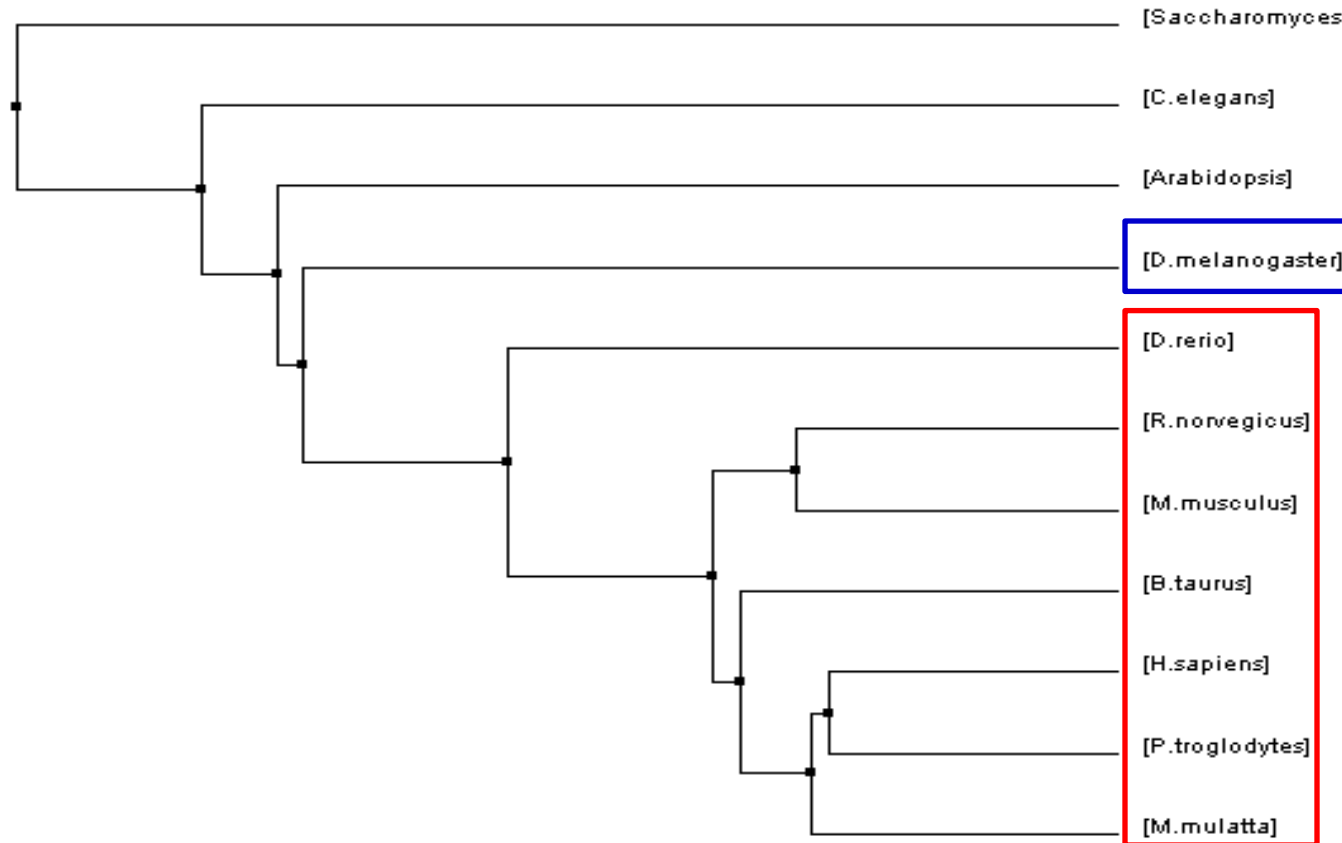 [Saccharomyces
[C.elegans]
[Arabidopsis]
[D.melanogaster]
[D.rerio]
[R.norvegicus]
[M.musculus]
[B.taurus]
[H.sapiens]
[P.troglodytes]
[M.mulatta]